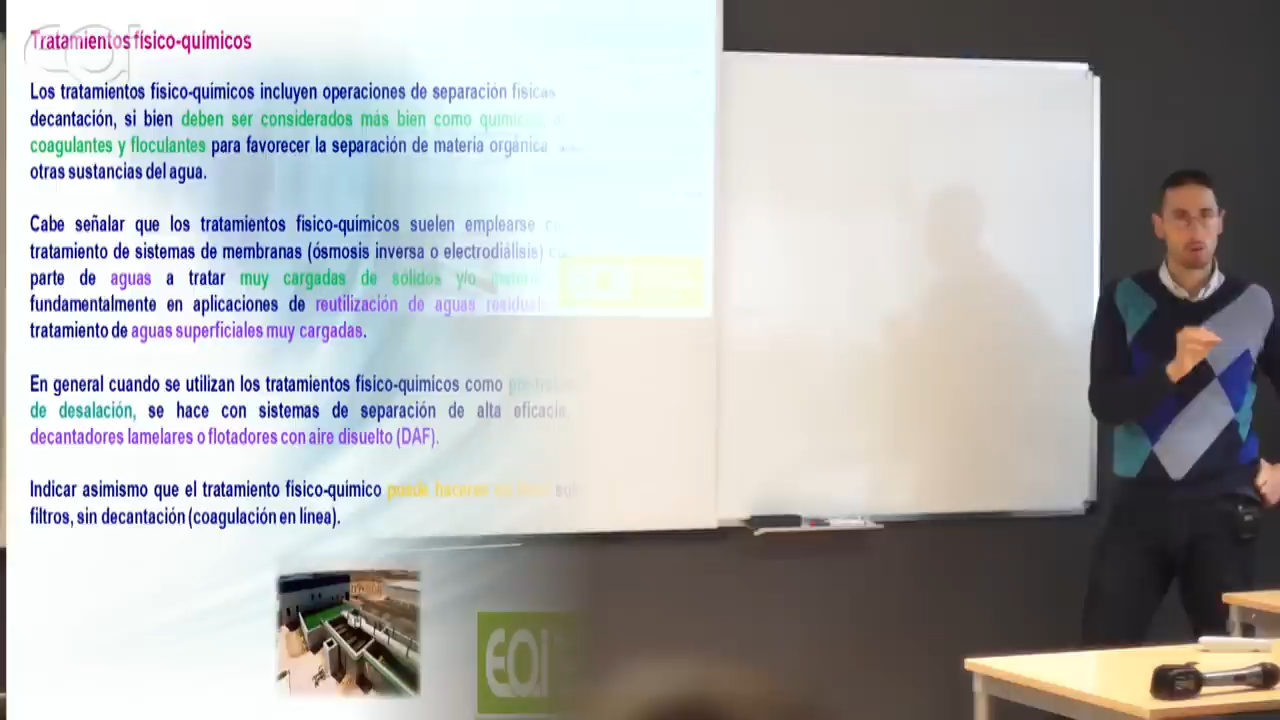 Tratamientos físico-químicos
Los tratamientos físico-químicos incluyen operaciones de separación físicas
decantación, si bien deben ser considerados más bien como químicos,
coagulantes y floculantes para favorecer la separación de materia orgánica
otras sustancias del agua.
Cabe señalar que los tratamientos físico-químicos suelen emplearse
tratamiento de sistemas de membranas (ósmosis inversa o electrodiálisis)
parte de aguas a tratar muy cargadas de sólidos y/o
fundamentalmente en aplicaciones de reutilización de aguas
tratamiento de aguas superficiales muy cargadas.
En general cuando se utilizan los tratamientos físico-químicos como
de desalación, se hace con sistemas de separación de alta eficacia,
decantadores lamelares o flotadores con aire disuelto (DAF).
Indicar asimismo que el tratamiento físico-químico puede hacerse
filtros, sin decantación (coagulación en línea).
EOI
eoi
EOI